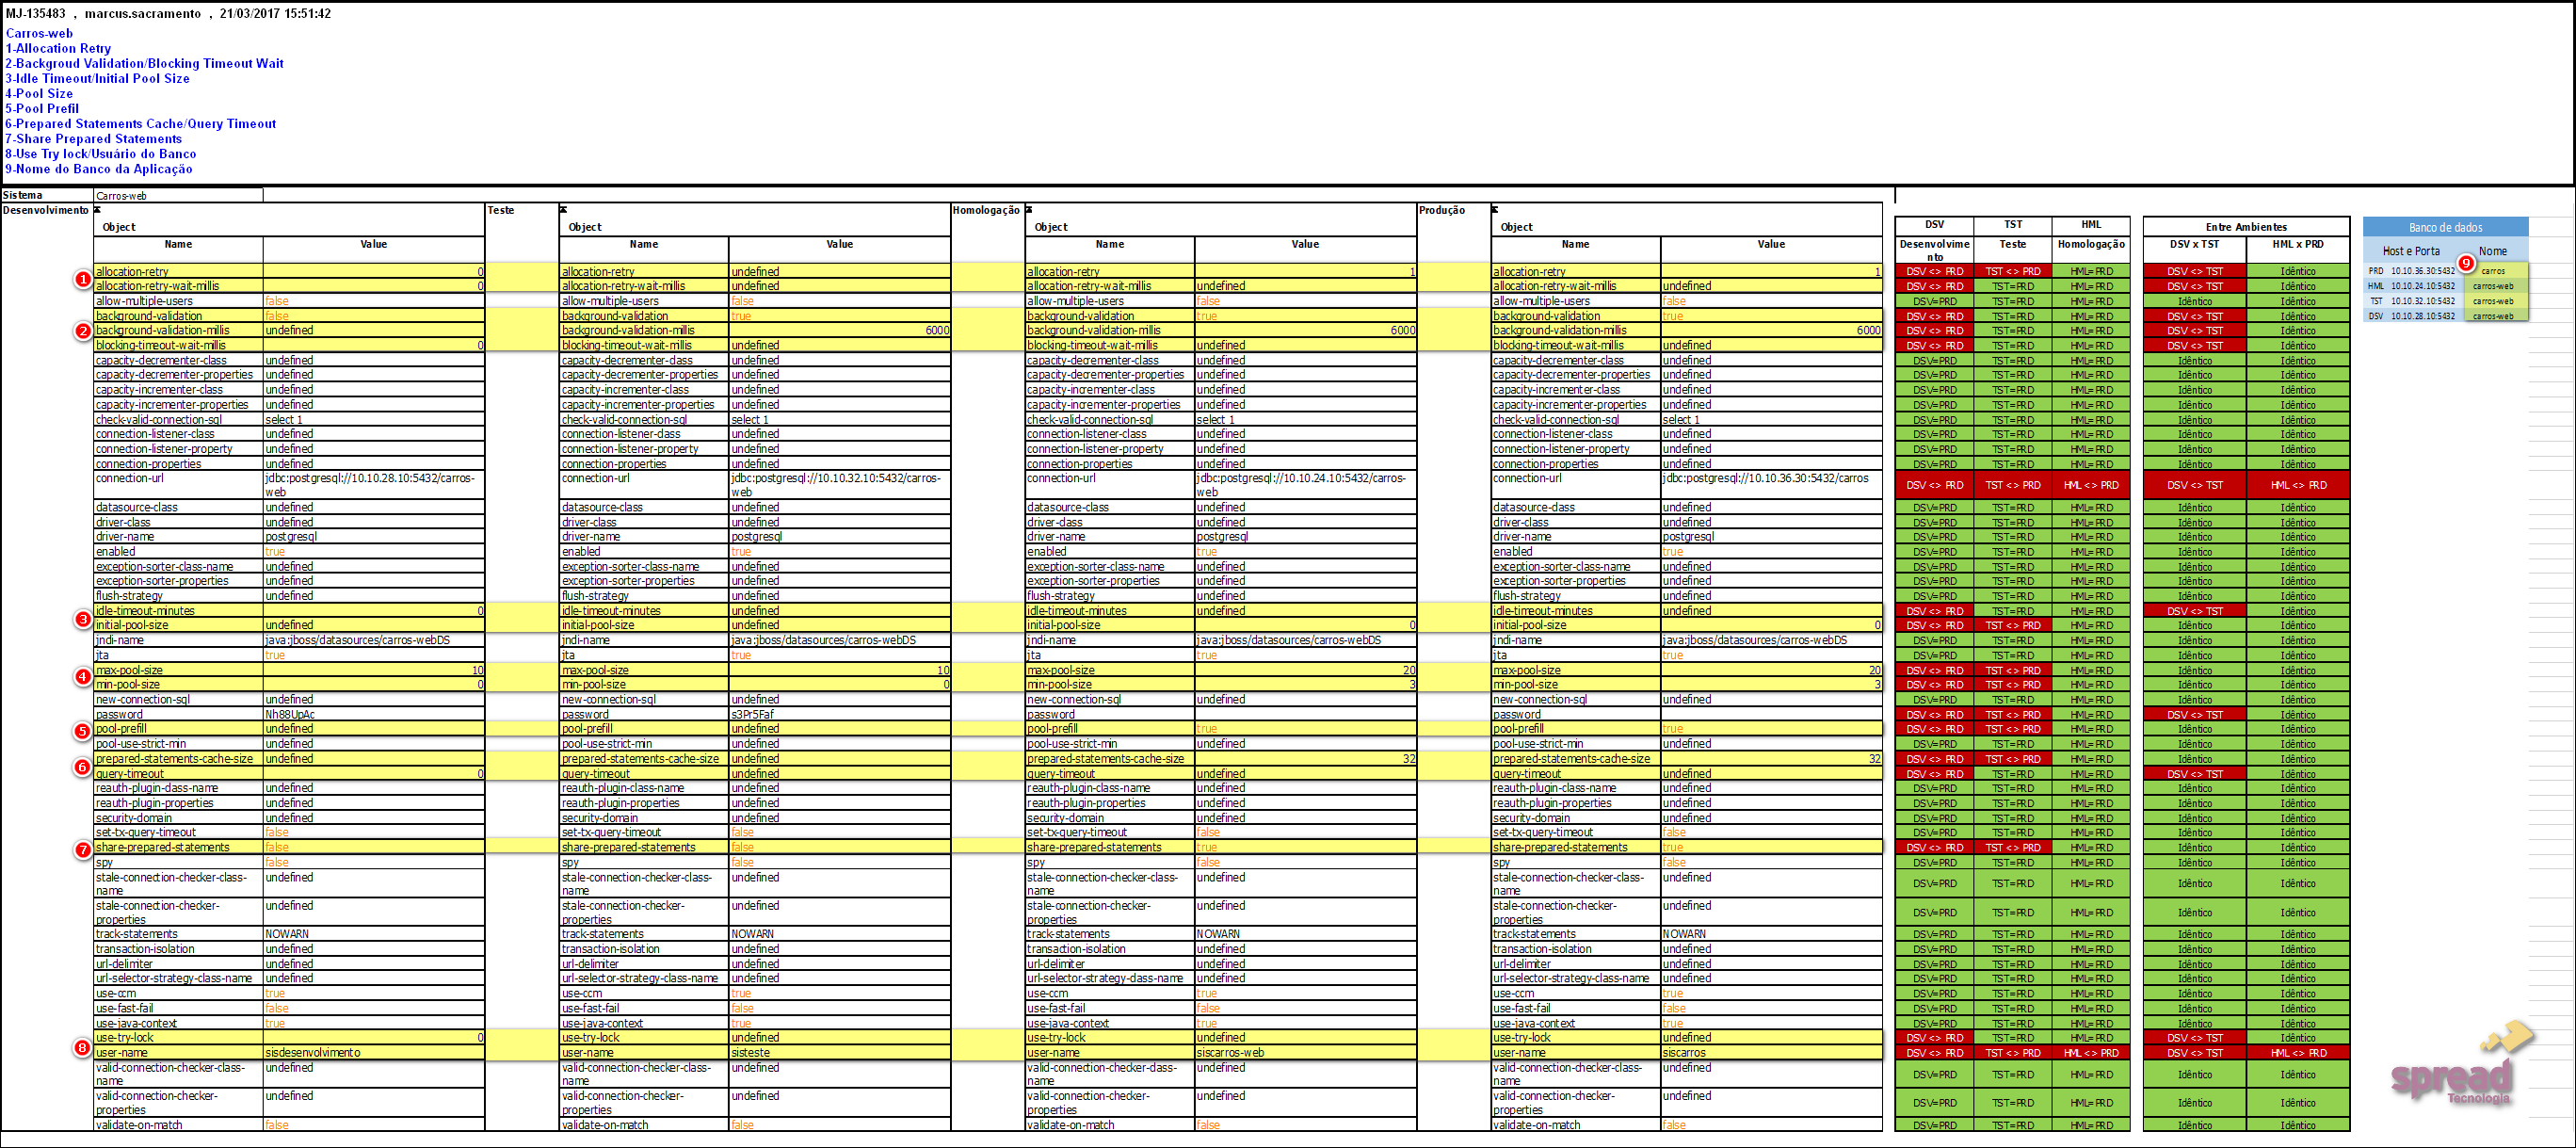 MJ-135483 , marcus.sacramento , 21/03/2017 15:51:42
Carros-web
1-Allocation Retry
2-Backgroud Validation/Blocking Timeout Wait
3-Idle Timeout/Initial Pool Size
4-Pool Size
5-Pool Prefil
6-Prepared Statements Cache/Query Timeout
7-Share Prepared Statements
8-Use Try lock/Usuário do Banco
9-Nome do Banco da Aplicação
Sistema Carros-web
Desenvolvimento Teste Homologação Produção
Object Object Object Object DSV TST HML Entre Ambientes Banco de dados
Name Value Name Value Name Value Name Value Desenvolvimento Teste Homologação DSV x TST HML x PRD Host e Porta 9 Nome
1 allocation-retry 0 allocation-retry undefined allocation-retry 1 allocation-retry 1 DSV <> PRD TST <> PRD HML=PRD DSV <> TST Idêntico PRD 10.10.36.30:5432 carros
allocation-retry-wait-millis 0 allocation-retry-wait-millis undefined allocation-retry-wait-millis undefined allocation-retry-wait-millis undefined DSV <> PRD TST=PRD HML=PRD DSV <> TST Idêntico HML 10.10.24.10:5432 carros-web
allow-multiple-users false allow-multiple-users false allow-multiple-users false allow-multiple-users false DSV=PRD TST=PRD HML=PRD Idêntico Idêntico TST 10.10.32.10:5432 carros-web
background-validation false background-validation true background-validation true background-validation true DSV <> PRD TST=PRD HML=PRD DSV <> TST Idêntico DSV 10.10.28.10:5432 carros-web
2 background-validation-millis undefined background-validation-millis 6000 background-validation-millis 6000 background-validation-millis 6000 DSV <> PRD TST=PRD HML=PRD DSV <> TST Idêntico
blocking-timeout-wait-millis 0 blocking-timeout-wait-millis undefined blocking-timeout-wait-millis undefined blocking-timeout-wait-millis undefined DSV <> PRD TST=PRD HML=PRD DSV <> TST Idêntico
capacity-decrementer-class undefined capacity-decrementer-class undefined capacity-decrementer-class undefined capacity-decrementer-class undefined DSV=PRD TST=PRD HML=PRD Idêntico Idêntico
capacity-decrementer-properties undefined capacity-decrementer-properties undefined capacity-decrementer-properties undefined capacity-decrementer-properties undefined DSV=PRD TST=PRD HML=PRD Idêntico Idêntico
capacity-incrementer-class undefined capacity-incrementer-class undefined capacity-incrementer-class undefined capacity-incrementer-class undefined DSV=PRD TST=PRD HML=PRD Idêntico Idêntico
capacity-incrementer-properties undefined capacity-incrementer-properties undefined capacity-incrementer-properties undefined capacity-incrementer-properties undefined DSV=PRD TST=PRD HML=PRD Idêntico Idêntico
check-valid-connection-sql select 1 check-valid-connection-sql select 1 check-valid-connection-sql select 1 check-valid-connection-sql select 1 DSV=PRD TST=PRD HML=PRD Idêntico Idêntico
connection-listener-class undefined connection-listener-class undefined connection-listener-class undefined connection-listener-class undefined DSV=PRD TST=PRD HML=PRD Idêntico Idêntico
connection-listener-property undefined connection-listener-property undefined connection-listener-property undefined connection-listener-property undefined DSV=PRD TST=PRD HML=PRD Idêntico Idêntico
connection-properties undefined connection-properties undefined connection-properties undefined connection-properties undefined DSV=PRD TST=PRD HML=PRD Idêntico Idêntico
connection-url jdbc:postgresql://10.10.28.10:5432/carros-web connection-url jdbc:postgresql://10.10.32.10:5432/carros-web connection-url jdbc:postgresql://10.10.24.10:5432/carros-web connection-url jdbc:postgresql://10.10.36.30:5432/carros DSV <> PRD TST <> PRD HML <> PRD DSV <> TST HML <> PRD
datasource-class undefined datasource-class undefined datasource-class undefined datasource-class undefined DSV=PRD TST=PRD HML=PRD Idêntico Idêntico
driver-class undefined driver-class undefined driver-class undefined driver-class undefined DSV=PRD TST=PRD HML=PRD Idêntico Idêntico
driver-name postgresql driver-name postgresql driver-name postgresql driver-name postgresql DSV=PRD TST=PRD HML=PRD Idêntico Idêntico
enabled true enabled true enabled true enabled true DSV=PRD TST=PRD HML=PRD Idêntico Idêntico
exception-sorter-class-name undefined exception-sorter-class-name undefined exception-sorter-class-name undefined exception-sorter-class-name undefined DSV=PRD TST=PRD HML=PRD Idêntico Idêntico
exception-sorter-properties undefined exception-sorter-properties undefined exception-sorter-properties undefined exception-sorter-properties undefined DSV=PRD TST=PRD HML=PRD Idêntico Idêntico
flush-strategy undefined flush-strategy undefined flush-strategy undefined flush-strategy undefined DSV=PRD TST=PRD HML=PRD Idêntico Idêntico
3 idle-timeout-minutes 0 idle-timeout-minutes undefined idle-timeout-minutes undefined idle-timeout-minutes undefined DSV <> PRD TST=PRD HML=PRD DSV <> TST Idêntico
initial-pool-size undefined initial-pool-size undefined initial-pool-size 0 initial-pool-size 0 DSV <> PRD TST <> PRD HML=PRD Idêntico Idêntico
jndi-name java:jboss/datasources/carros-webDS jndi-name java:jboss/datasources/carros-webDS jndi-name java:jboss/datasources/carros-webDS jndi-name java:jboss/datasources/carros-webDS DSV=PRD TST=PRD HML=PRD Idêntico Idêntico
jta true jta true jta true jta true DSV=PRD TST=PRD HML=PRD Idêntico Idêntico
4 max-pool-size 10 max-pool-size 10 max-pool-size 20 max-pool-size 20 DSV <> PRD TST <> PRD HML=PRD Idêntico Idêntico
min-pool-size 0 min-pool-size 0 min-pool-size 3 min-pool-size 3 DSV <> PRD TST <> PRD HML=PRD Idêntico Idêntico
new-connection-sql undefined new-connection-sql undefined new-connection-sql undefined new-connection-sql undefined DSV=PRD TST=PRD HML=PRD Idêntico Idêntico
password Nh88UpAc password s3Pr5Faf password password DSV <> PRD TST <> PRD HML=PRD DSV <> TST Idêntico
5 pool-prefill undefined pool-prefill undefined pool-prefill true pool-prefill true DSV <> PRD TST <> PRD HML=PRD Idêntico Idêntico
pool-use-strict-min undefined pool-use-strict-min undefined pool-use-strict-min undefined pool-use-strict-min undefined DSV=PRD TST=PRD HML=PRD Idêntico Idêntico
6 prepared-statements-cache-size undefined prepared-statements-cache-size undefined prepared-statements-cache-size 32 prepared-statements-cache-size 32 DSV <> PRD TST <> PRD HML=PRD Idêntico Idêntico
query-timeout 0 query-timeout undefined query-timeout undefined query-timeout undefined DSV <> PRD TST=PRD HML=PRD DSV <> TST Idêntico
reauth-plugin-class-name undefined reauth-plugin-class-name undefined reauth-plugin-class-name undefined reauth-plugin-class-name undefined DSV=PRD TST=PRD HML=PRD Idêntico Idêntico
reauth-plugin-properties undefined reauth-plugin-properties undefined reauth-plugin-properties undefined reauth-plugin-properties undefined DSV=PRD TST=PRD HML=PRD Idêntico Idêntico
security-domain undefined security-domain undefined security-domain undefined security-domain undefined DSV=PRD TST=PRD HML=PRD Idêntico Idêntico
set-tx-query-timeout false set-tx-query-timeout false set-tx-query-timeout false set-tx-query-timeout false DSV=PRD TST=PRD HML=PRD Idêntico Idêntico
7 share-prepared-statements false share-prepared-statements false share-prepared-statements true share-prepared-statements true DSV <> PRD TST <> PRD HML=PRD Idêntico Idêntico
spy false spy false spy false spy false DSV=PRD TST=PRD HML=PRD Idêntico Idêntico
stale-connection-checker-class-name undefined stale-connection-checker-class-name undefined stale-connection-checker-class-name undefined stale-connection-checker-class-name undefined DSV=PRD TST=PRD HML=PRD Idêntico Idêntico
stale-connection-checker-properties undefined stale-connection-checker-properties undefined stale-connection-checker-properties undefined stale-connection-checker-properties undefined DSV=PRD TST=PRD HML=PRD Idêntico Idêntico
track-statements NOWARN track-statements NOWARN track-statements NOWARN track-statements NOWARN DSV=PRD TST=PRD HML=PRD Idêntico Idêntico
transaction-isolation undefined transaction-isolation undefined transaction-isolation undefined transaction-isolation undefined DSV=PRD TST=PRD HML=PRD Idêntico Idêntico
url-delimiter undefined url-delimiter undefined url-delimiter undefined url-delimiter undefined DSV=PRD TST=PRD HML=PRD Idêntico Idêntico
url-selector-strategy-class-name undefined url-selector-strategy-class-name undefined url-selector-strategy-class-name undefined url-selector-strategy-class-name undefined DSV=PRD TST=PRD HML=PRD Idêntico Idêntico
use-ccm true use-ccm true use-ccm true use-ccm true DSV=PRD TST=PRD HML=PRD Idêntico Idêntico
use-fast-fail false use-fast-fail false use-fast-fail false use-fast-fail false DSV=PRD TST=PRD HML=PRD Idêntico Idêntico
use-java-context true use-java-context true use-java-context true use-java-context true DSV=PRD TST=PRD HML=PRD Idêntico Idêntico
8 use-try-lock 0 use-try-lock undefined use-try-lock undefined use-try-lock undefined DSV <> PRD TST=PRD HML=PRD DSV <> TST Idêntico
user-name sisdesenvolvimento user-name sisteste user-name siscarros-web user-name siscarros DSV <> PRD TST <> PRD HML <> PRD DSV <> TST HML <> PRD
valid-connection-checker-class-name undefined valid-connection-checker-class-name undefined valid-connection-checker-class-name undefined valid-connection-checker-class-name undefined DSV=PRD TST=PRD HML=PRD Idêntico Idêntico
valid-connection-checker-properties undefined valid-connection-checker-properties undefined valid-connection-checker-properties undefined valid-connection-checker-properties undefined DSV=PRD TST=PRD HML=PRD Idêntico Idêntico
validate-on-match false validate-on-match false validate-on-match false validate-on-match false DSV=PRD TST=PRD HML=PRD Idêntico Idêntico
spread
Tecnologia